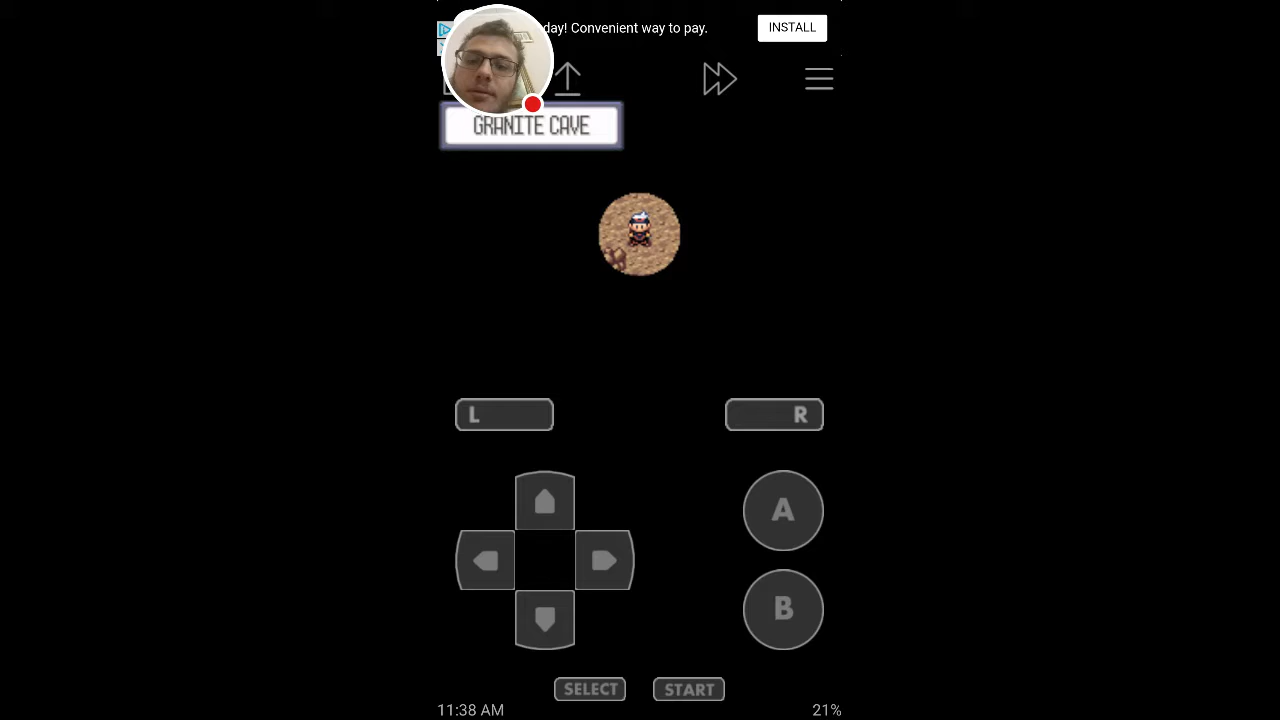 day! Convenient way to pay.
INSTALL
GRANITE CAVE
L
R
A
B
SELECT
START
11:38 AM
21%